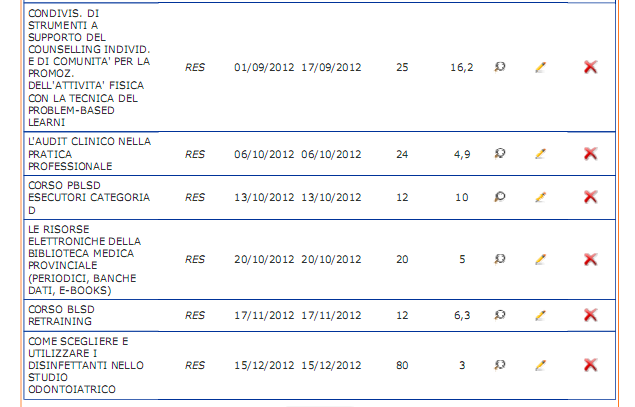 CONDIVIS. DI
STRUMENTI A
SUPPORTO DEL
COUNSELLING INDIVID.
E DI COMUNITA' PER LA
PROMOZ.
DELL'ATTIVITA' FISICA
CON LA TECNICA DEL
PROBLEM-BASED
LEARNI
RES 01/09/2012 17/09/2012 25 16,2
L'AUDIT CLINICO NELLA
PRATICA
PROFESSIONALE
RES 06/10/2012 06/10/2012 24 4,9
CORSO PBLSD
ESECUTORI CATEGORIA
D
RES 13/10/2012 13/10/2012 12 10
LE RISORSE
ELETTRONICHE DELLA
BIBLIOTECA MEDICA
PROVINCIALE
(PERIODICI, BANCHE
DATI, E-BOOKS)
RES 20/10/2012 20/10/2012 20 5
CORSO BLSD
RETRAINING
RES 17/11/2012 17/11/2012 12 6,3
COME SCEGLIERE E
UTILIZZARE I
DISINFETTANTI NELLO
STUDIO
ODONTOIATRICO
RES 15/12/2012 15/12/2012 80 3